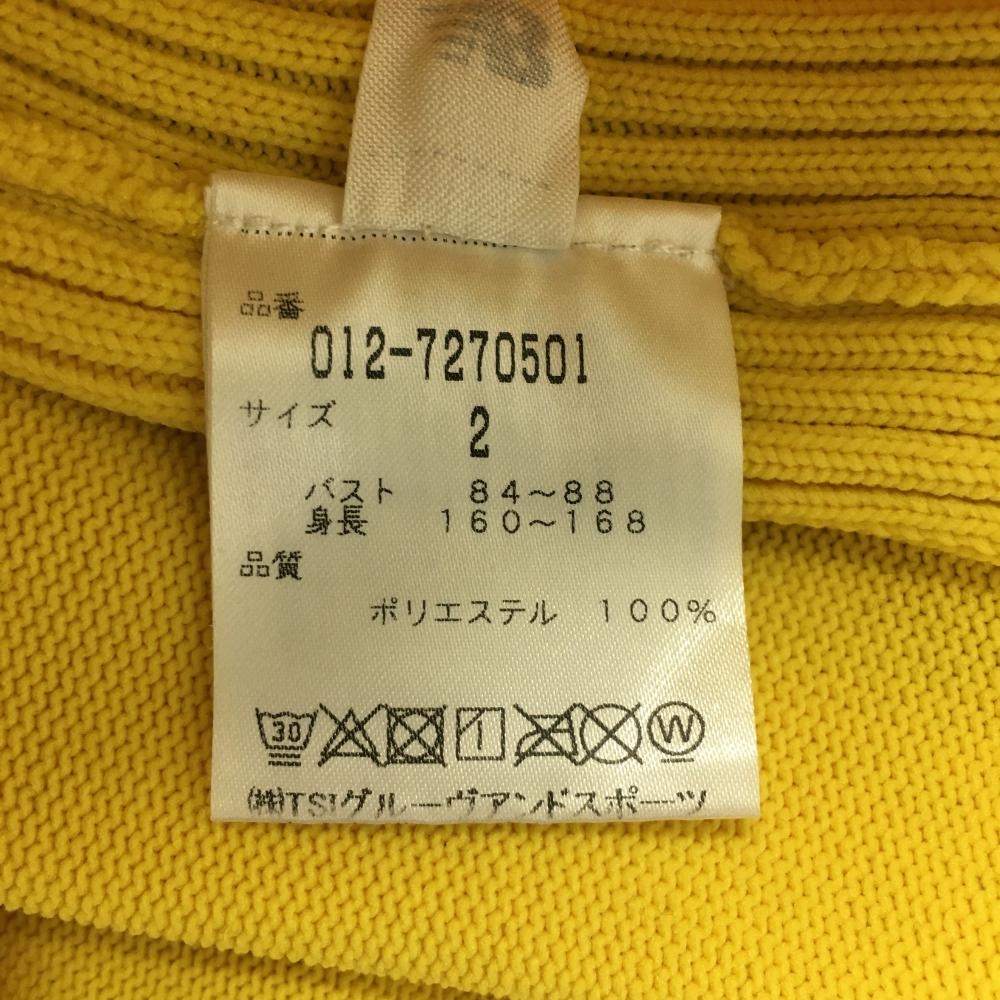 品番
012-7270501
サイズ 2
バスト 84～88
身長 160～168
品質
ポリエステル 100%
30 W
(株)TSIグルーヴアンドスポーツ